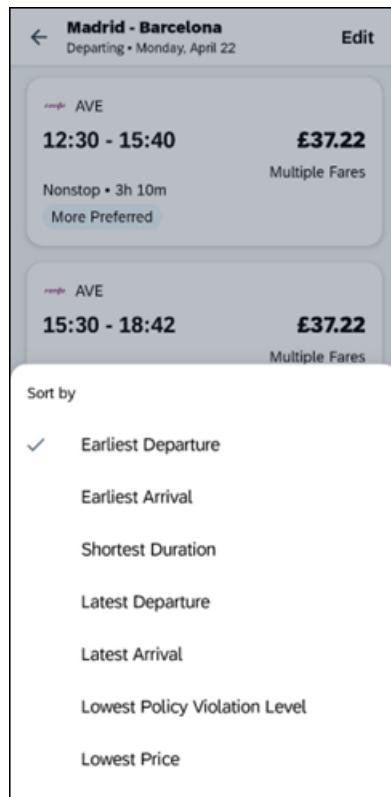 Madrid - Barcelona
Departing • Monday, April 22
Edit
renfe AVE
12:30 - 15:40
£37.22
Multiple Fares
Nonstop • 3h 10m
More Preferred
renfe AVE
15:30 - 18:42
£37.22
Multiple Fares
Sort by
Earliest Departure
Earliest Arrival
Shortest Duration
Latest Departure
Latest Arrival
Lowest Policy Violation Level
Lowest Price